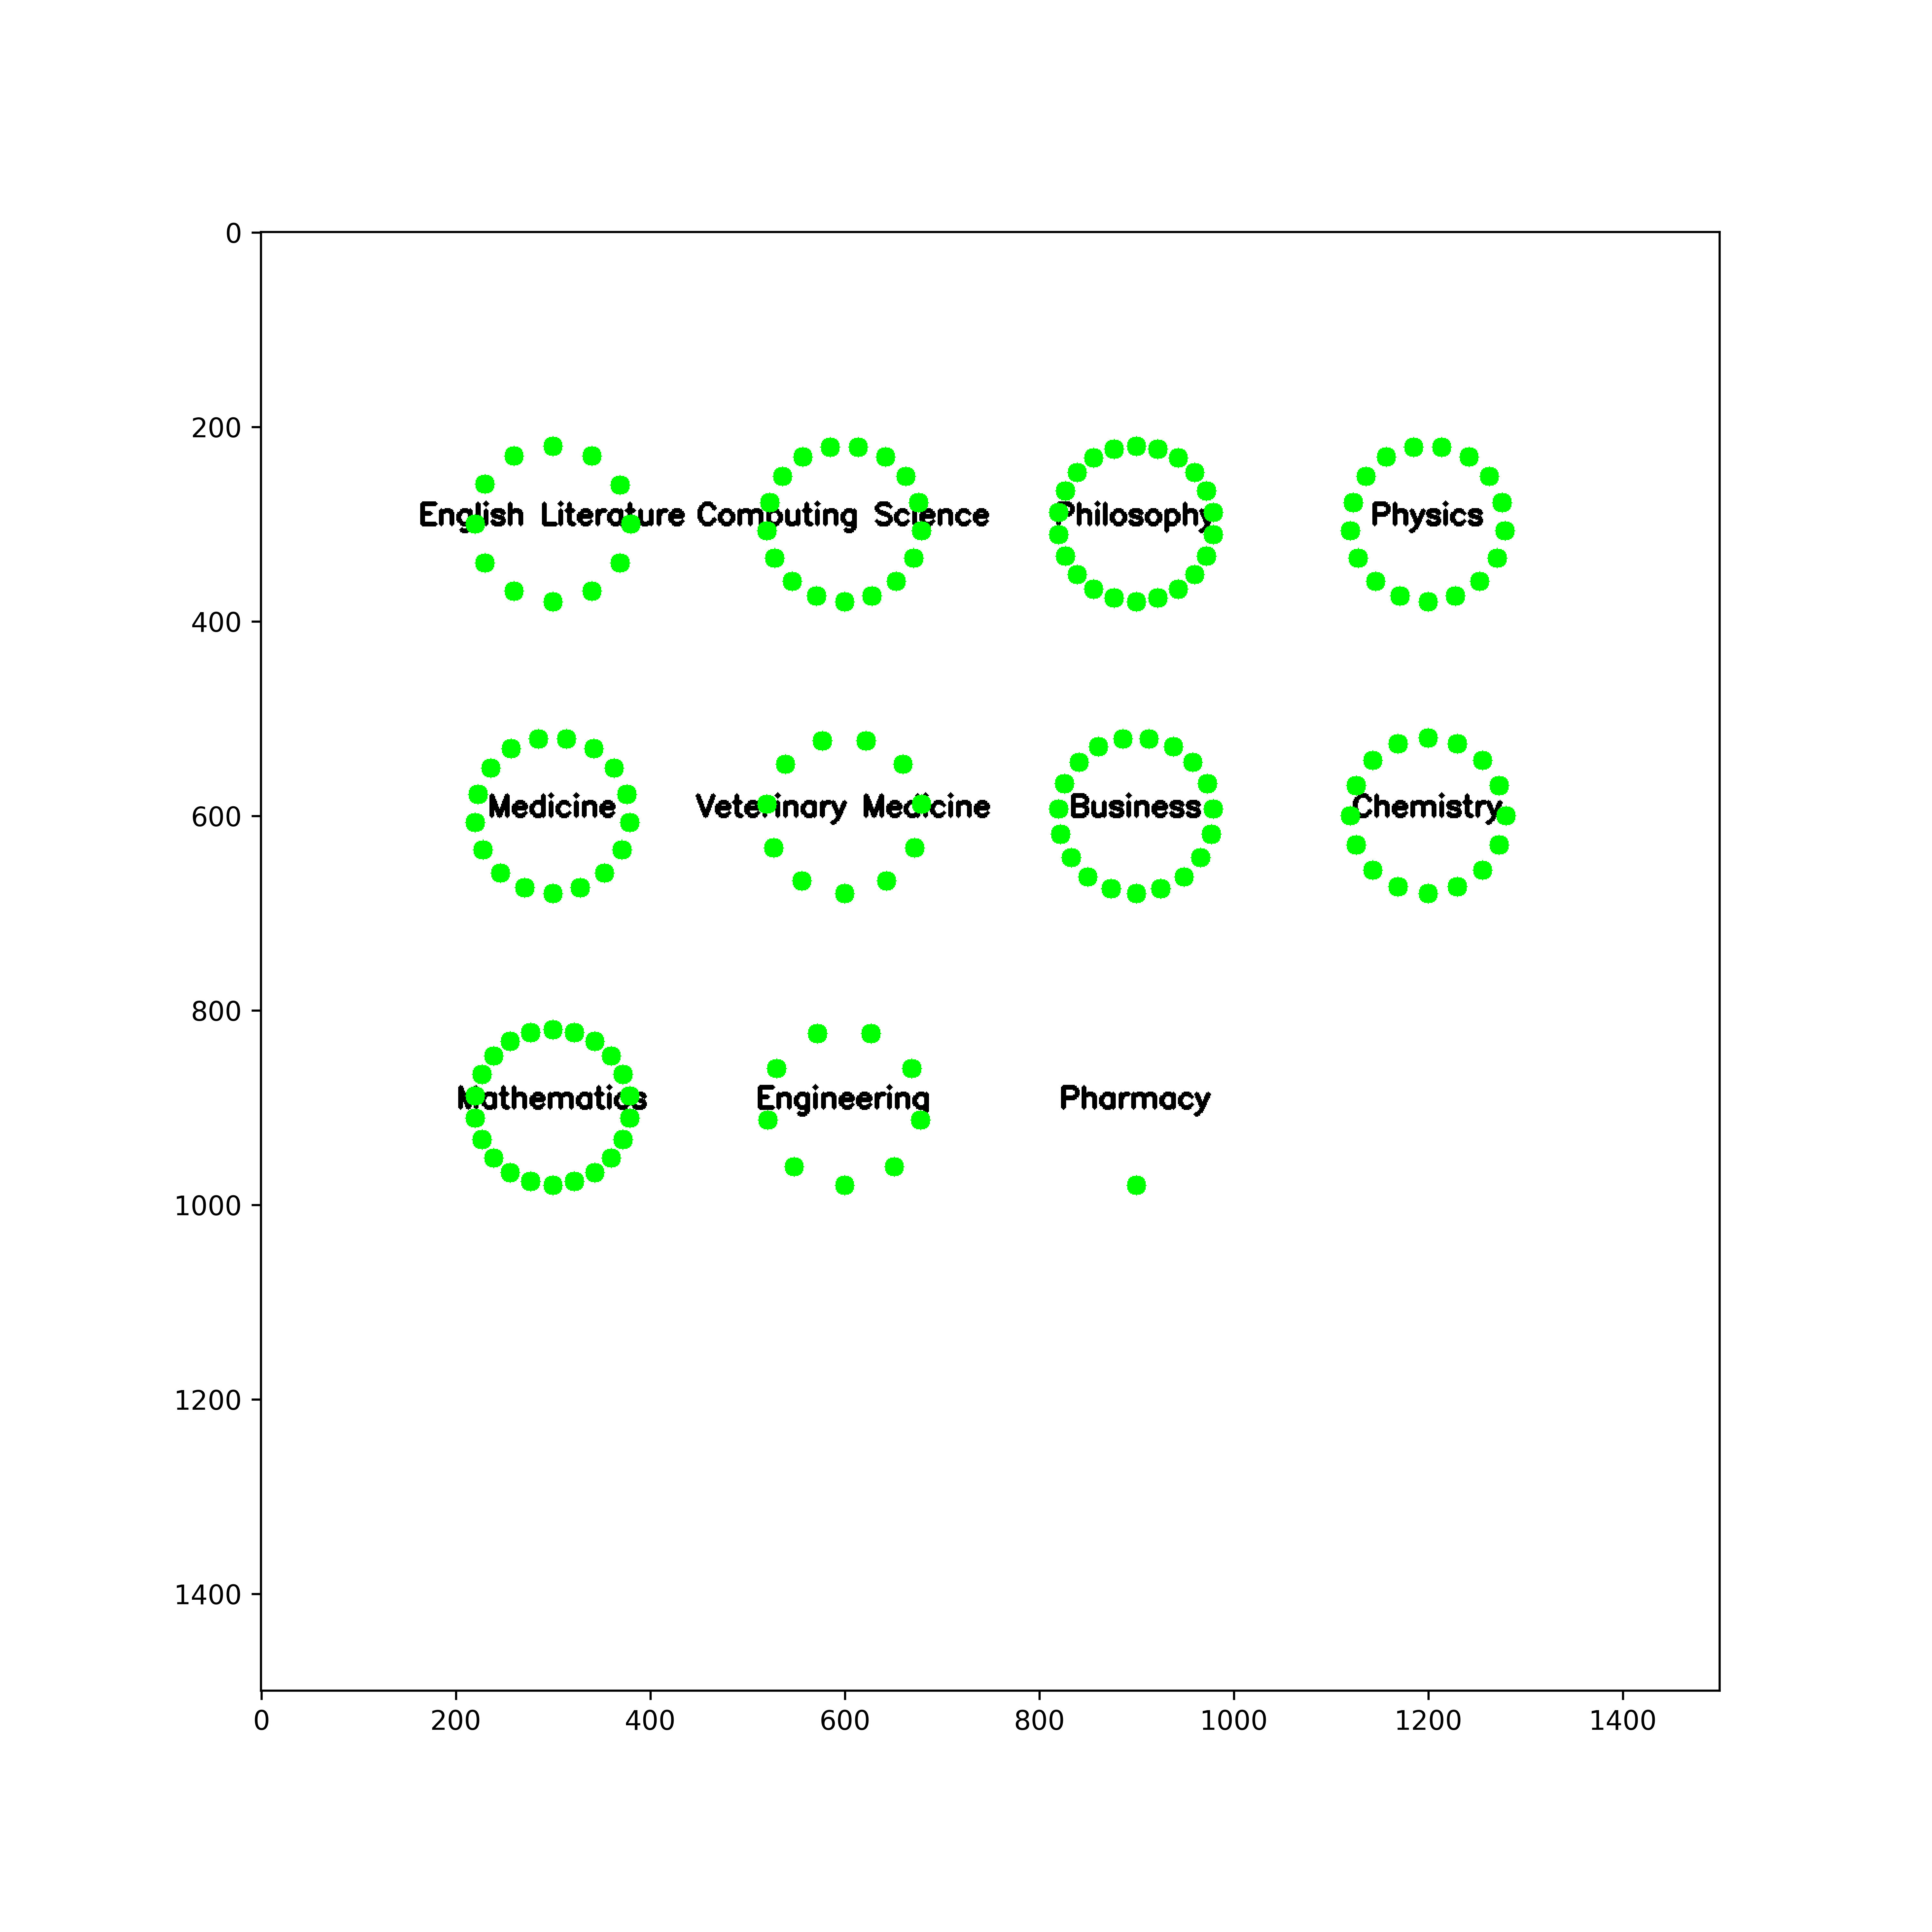 0
200
English Literature Computing Science Philosophy Physics
400
600
Medicine Veterinary Medicine Business Chemistry
800
Mathematics Engineering Pharmacy
1000
1200
1400
0 200 400 600 800 1000 1200 1400